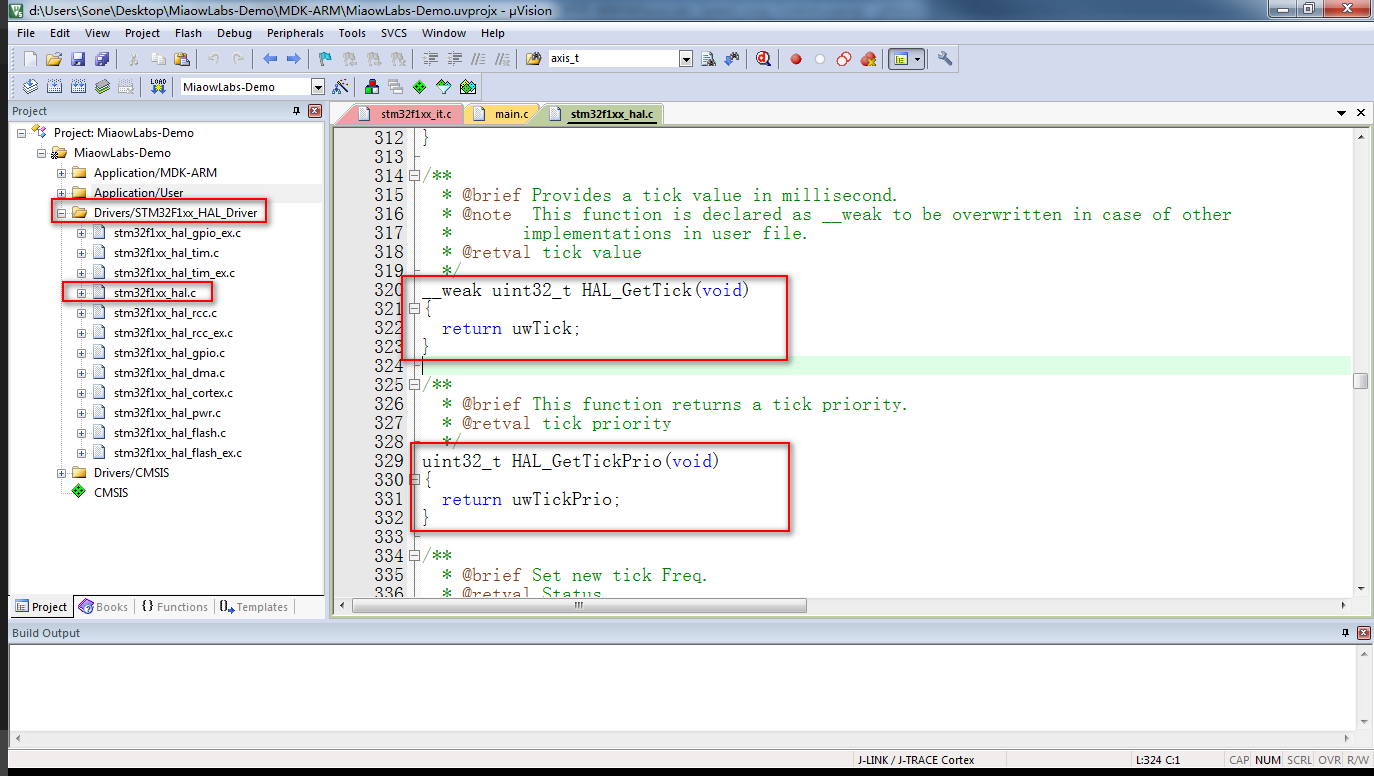 d:\Users\Sone\Desktop\MiaowLabs-Demo\MDK-ARM\MiaowLabs-Demo.uvprojx - µVision
File Edit View Project Flash Debug Peripherals Tools SVCS Window Help
axis_t
LOAD
MiaowLabs-Demo
Project
Project: MiaowLabs-Demo
MiaowLabs-Demo
Application/MDK-ARM
Application/User
Drivers/STM32F1xx_HAL_Driver
stm32f1xx_hal_gpio_ex.c
stm32f1xx_hal_tim.c
stm32f1xx_hal_tim_ex.c
stm32f1xx_hal.c
stm32f1xx_hal_rcc.c
stm32f1xx_hal_rcc_ex.c
stm32f1xx_hal_gpio.c
stm32f1xx_hal_dma.c
stm32f1xx_hal_cortex.c
stm32f1xx_hal_pwr.c
stm32f1xx_hal_flash.c
stm32f1xx_hal_flash_ex.c
Drivers/CMSIS
CMSIS
Project Books {} Functions Templates
stm32f1xx_it.c main.c stm32f1xx_hal.c
312 }
313
314 /**
315 * @brief Provides a tick value in millisecond.
316 * @note This function is declared as __weak to be overwritten in case of other
317 * implementations in user file.
318 * @retval tick value
319 */
320 __weak uint32_t HAL_GetTick(void)
321 {
322 return uwTick;
323 }
324
325 /**
326 * @brief This function returns a tick priority.
327 * @retval tick priority
328 */
329 uint32_t HAL_GetTickPrio(void)
330 {
331 return uwTickPrio;
332 }
333
334 /**
335 * @brief Set new tick Freq.
336 * @retval Status
Build Output
J-LINK / J-TRACE Cortex L:324 C:1 CAP NUM SCRL OVR R/W